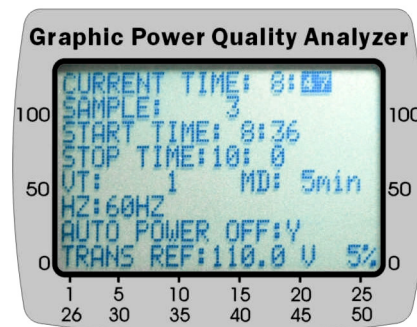 Graphic Power Quality Analyzer
CURRENT TIME: 8:
SAMPLE: 3
START TIME: 8:36
STOP TIME:10: 0
VT: 1 MD: 5min
HZ:60HZ
AUTO POWER OFF:Y
TRANS REF:110.0 V 5%
100
50
0
100
50
0
1 5 10 15 20 25
26 30 35 40 45 50